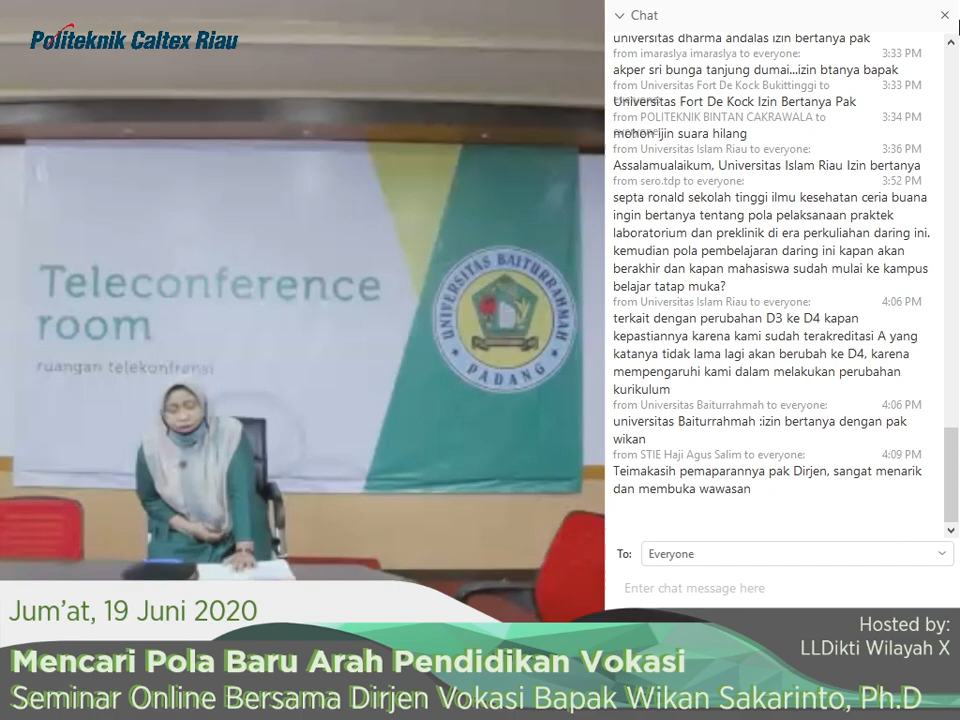 Politeknik Caltex Riau
Teleconference
room
ruangan telekonfrensi
UNIVERSITAS BAITURRAHMAH
PADANG
Chat
universitas dharma andalas izin bertanya pak
from imaraslya imaraslya to everyone: 3:33 PM
akper sri bunga tanjung dumai...izin btanya bapak
from Universitas Fort De Kock Bukittinggi to 3:33 PM
Universitas Fort De Kock Izin Bertanya Pak
from POLITEKNIK BINTAN CAKRAWALA to 3:34 PM
mohon ijin suara hilang
from Universitas Islam Riau to everyone: 3:36 PM
Assalamualaikum, Universitas Islam Riau Izin bertanya
from sero.tdp to everyone: 3:52 PM
septa ronald sekolah tinggi ilmu kesehatan ceria buana
ingin bertanya tentang pola pelaksanaan praktek
laboratorium dan preklinik di era perkuliahan daring ini.
kemudian pola pembelajaran daring ini kapan akan
berakhir dan kapan mahasiswa sudah mulai ke kampus
belajar tatap muka?
from Universitas Islam Riau to everyone: 4:06 PM
terkait dengan perubahan D3 ke D4 kapan
kepastiannya karena kami sudah terakreditasi A yang
katanya tidak lama lagi akan berubah ke D4, karena
mempengaruhi kami dalam melakukan perubahan
kurikulum
from Universitas Baiturrahmah to everyone: 4:06 PM
universitas Baiturrahmah :izin bertanya dengan pak
wikan
from STIE Haji Agus Salim to everyone: 4:09 PM
Teimakasih pemaparannya pak Dirjen, sangat menarik
dan membuka wawasan
To: Everyone
Enter chat message here
Jum'at, 19 Juni 2020
Hosted by:
LLDikti Wilayah X
Mencari Pola Baru Arah Pendidikan Vokasi
Seminar Online Bersama Dirjen Vokasi Bapak Wikan Sakarinto, Ph.D